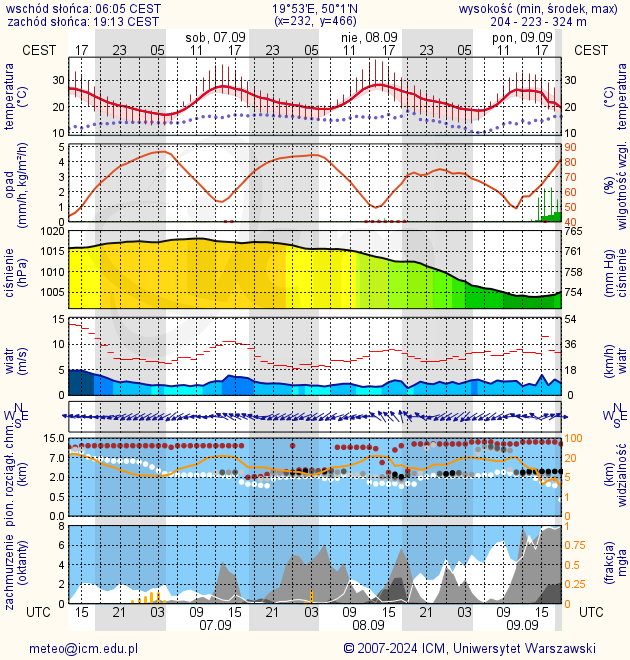 wschód słońca: 06:05 CEST 19°53'E, 50°1'N wysokość (min, środek, max)
zachód słońca: 19:13 CEST (x=232, y=466) 204 - 223 - 324 m
sob, 07.09 nie, 08.09 pon, 09.09
CEST 17 23 05 11 17 23 05 11 17 23 05 11 17 CEST
temperatura (°C) 30 20 10 30 20 10 temperatura (°C)
opad (mm/h, kg/m²/h) 5 4 3 2 1 0 90 80 70 60 50 40 (%) wilgotność wzgl.
ciśnienie (hPa) 1020 1015 1010 1005 765 761 758 754 (mm Hg) ciśnienie
wiatr (m/s) 15 10 5 0 54 36 18 0 (km/h) wiatr
N W E S N W E S
pion. rozciągł. chm. (km) 15.0 7.0 2.0 0.5 0.0 100 20 5 1 0 (km) widzialność
zachmurzenie (oktanty) 8 6 4 2 0 1 0.75 0.5 0.25 0 (frakcja) mgła
UTC 15 21 03 09 15 21 03 09 15 21 03 09 15 UTC
07.09 08.09 09.09
meteo@icm.edu.pl © 2007-2024 ICM, Uniwersytet Warszawski